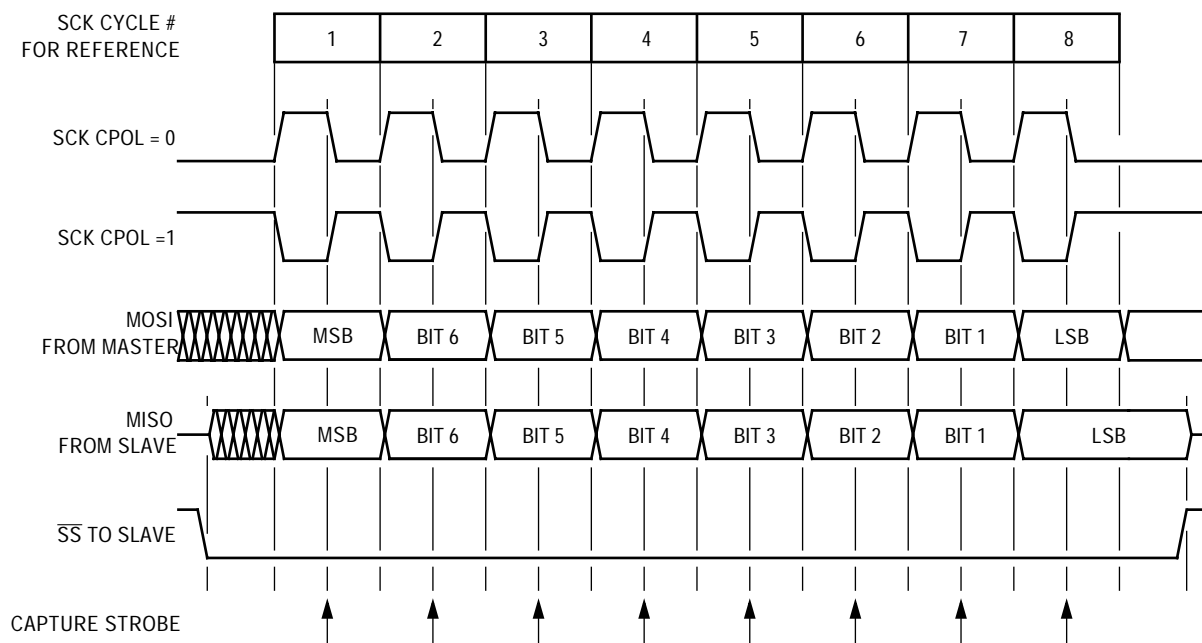 SCK CYCLE #
FOR REFERENCE
1 2 3 4 5 6 7 8
SCK CPOL = 0
SCK CPOL =1
MOSI
FROM MASTER
MSB BIT 6 BIT 5 BIT 4 BIT 3 BIT 2 BIT 1 LSB
MISO
FROM SLAVE
MSB BIT 6 BIT 5 BIT 4 BIT 3 BIT 2 BIT 1 LSB
S̅S̅ TO SLAVE
CAPTURE STROBE